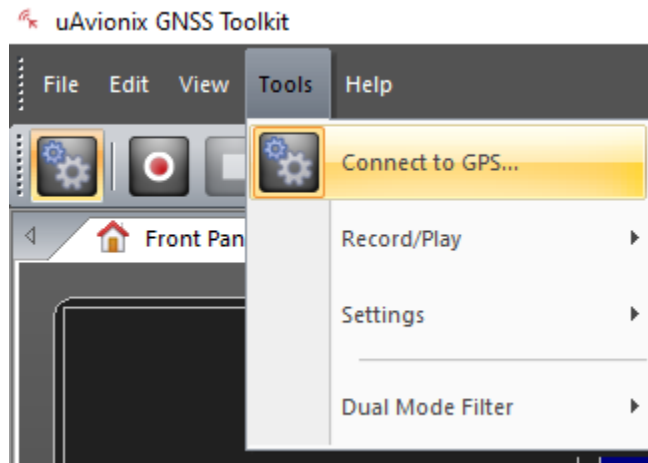 uAvionix GNSS Toolkit
File Edit View Tools Help
Connect to GPS...
Front Pan
Record/Play
Settings
Dual Mode Filter